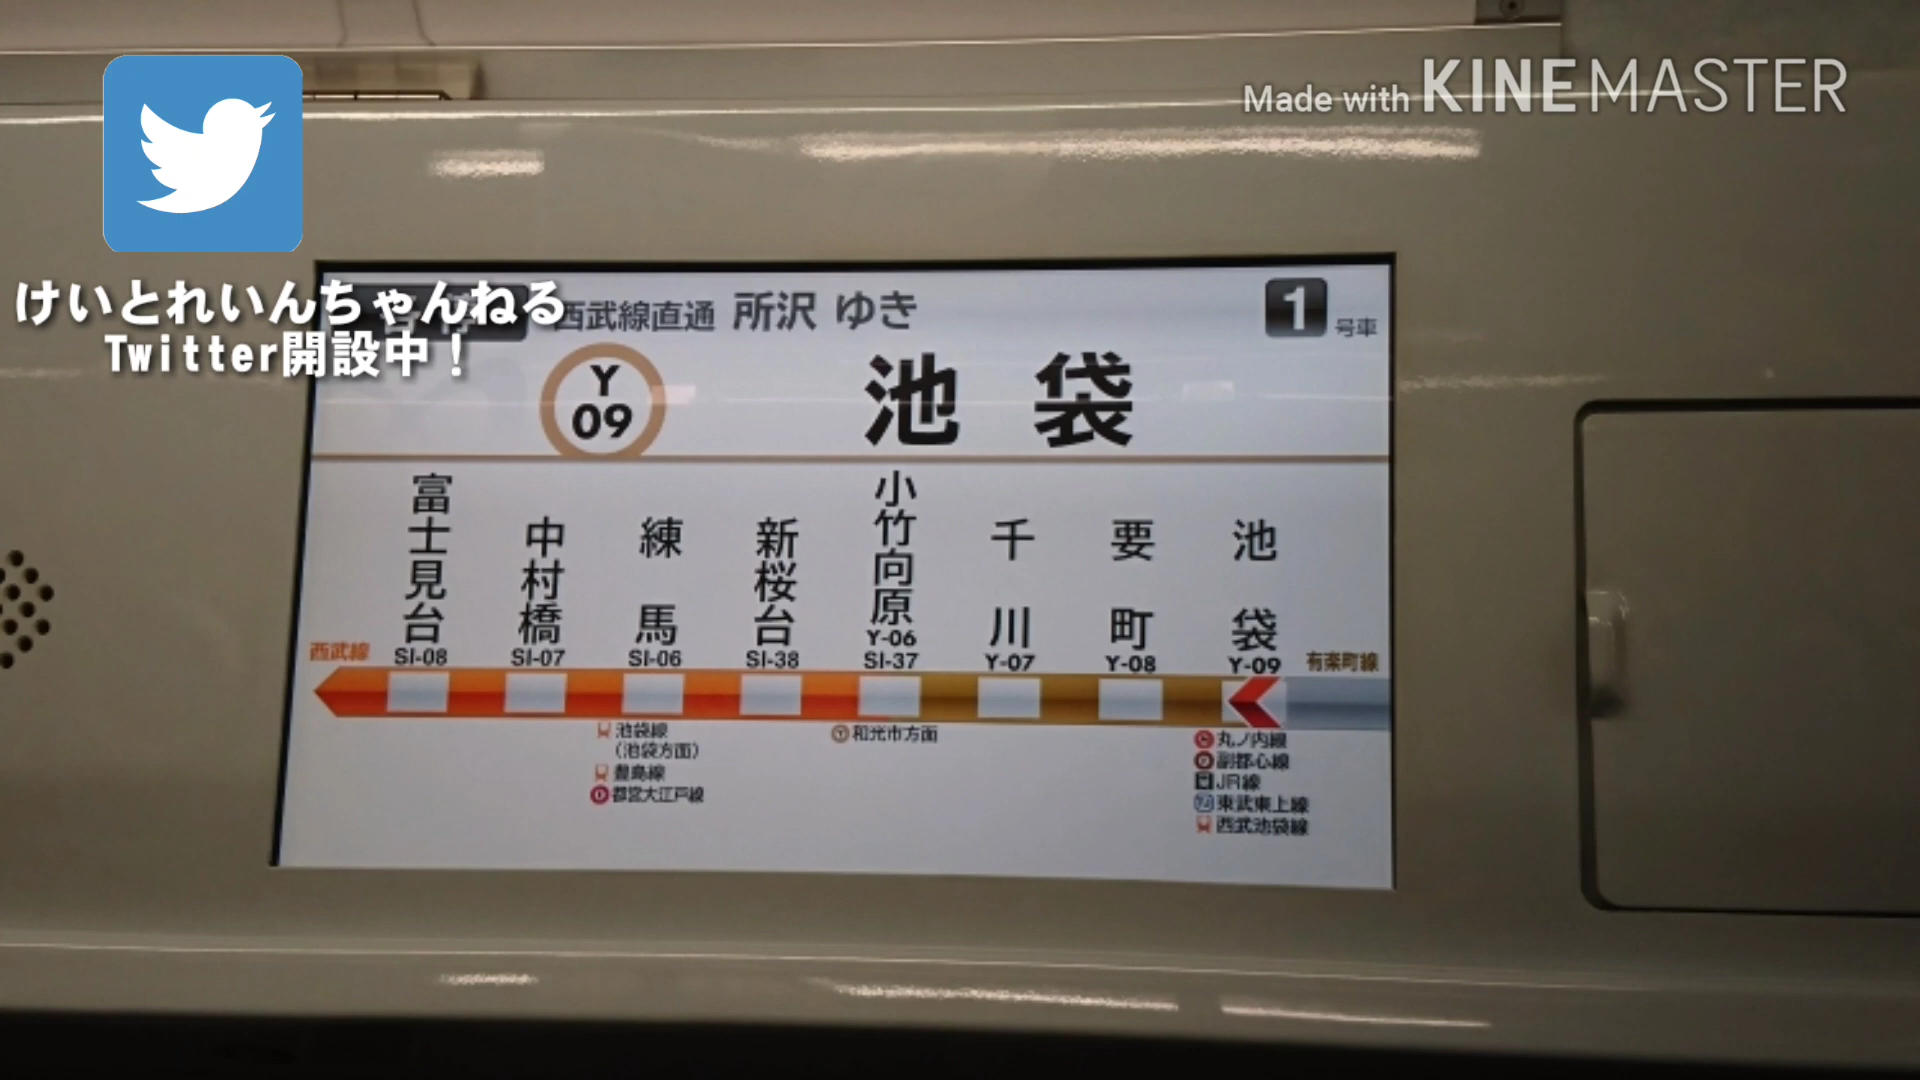 Made with KINEMASTER
けいとれいんちゃんねる
Twitter開設中！
西武線直通 所沢 ゆき
1 号車
Y
09
池袋
富士見台
SI-08
中村橋
SI-07
練馬
SI-06
新桜台
SI-38
小竹向原
Y-06
SI-37
千川
Y-07
要町
Y-08
池袋
Y-09
西武線
有楽町線
池袋線
（池袋方面）
豊島線
都営大江戸線
和光市方面
丸ノ内線
副都心線
JR線
東武東上線
西武池袋線